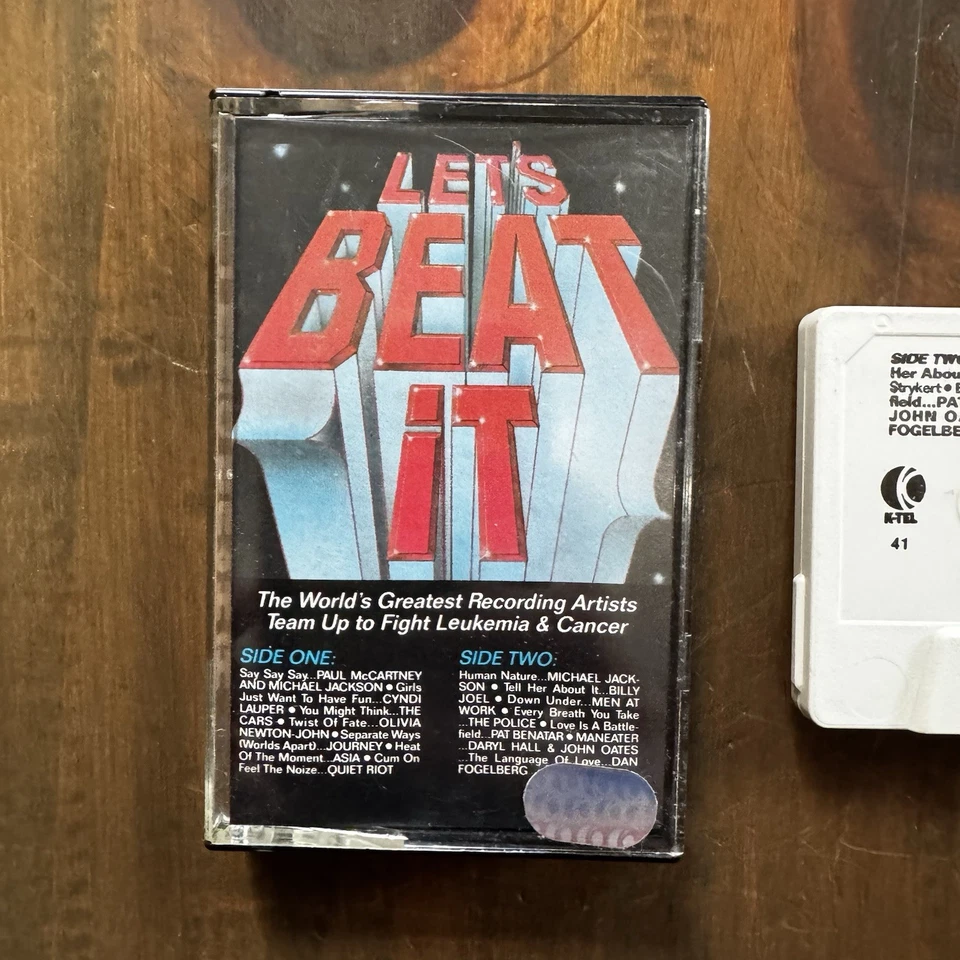 LET'S
BEAT
iT
The World's Greatest Recording Artists
Team Up to Fight Leukemia & Cancer
SIDE ONE:
Say Say Say...PAUL McCARTNEY
AND MICHAEL JACKSON • Girls
Just Want To Have Fun...CYNDI
LAUPER • You Might Think...THE
CARS • Twist Of Fate...OLIVIA
NEWTON-JOHN • Separate Ways
(Worlds Apart)...JOURNEY • Heat
Of The Moment...ASIA • Cum On
Feel The Noize...QUIET RIOT
SIDE TWO:
Human Nature...MICHAEL JACK-
SON • Tell Her About It...BILLY
JOEL • Down Under...MEN AT
WORK • Every Breath You Take
...THE POLICE • Love Is A Battle-
field...PAT BENATAR • MANEATER
...DARYL HALL & JOHN OATES
...The Language Of Love...DAN
FOGELBERG
SIDE TWO
Her Abou
Strykert •
field...PAT
JOHN O
FOGELBE
K-TEL
41